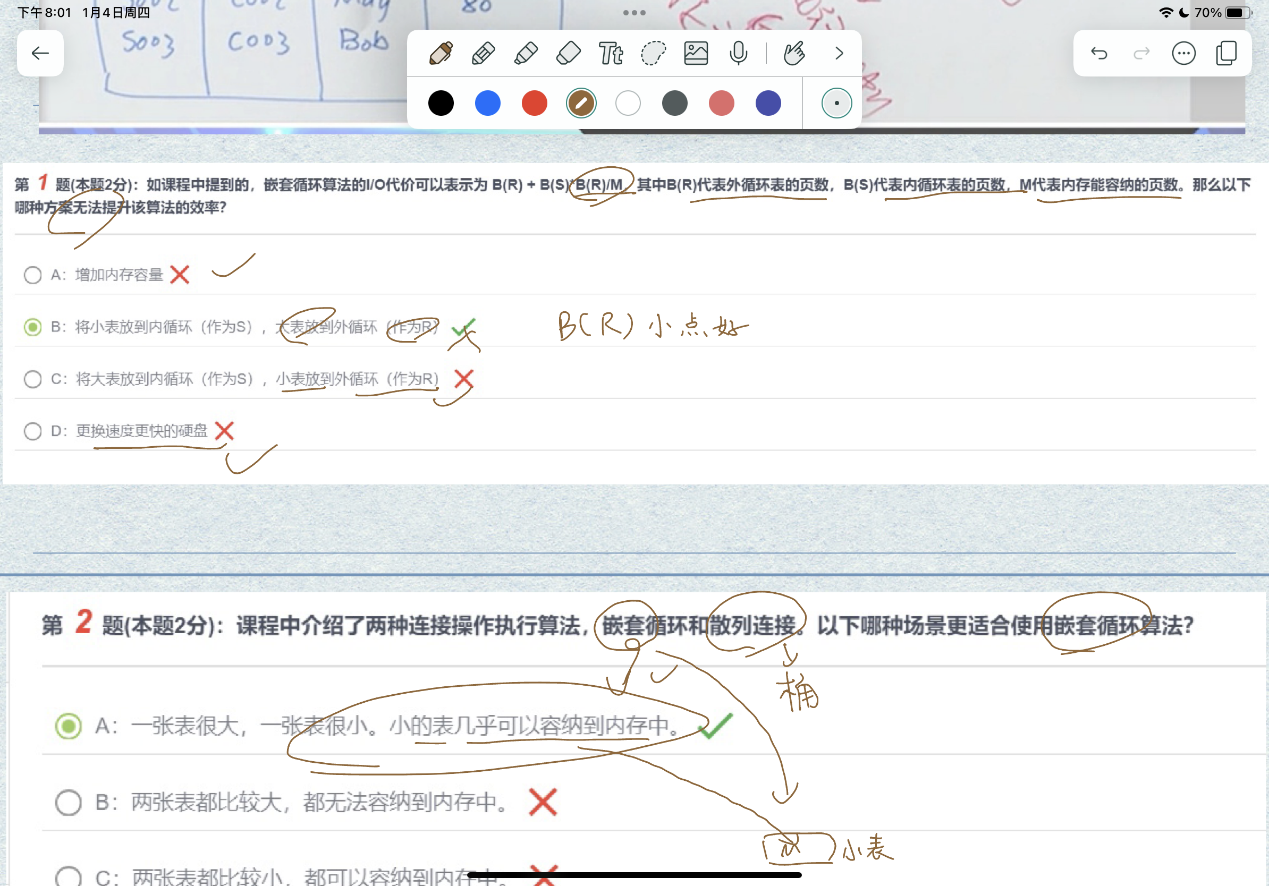 下午8:01 1月4日周四
70%
80
S003 C003 Bob
Tt
第 1 题(本题2分)：如课程中提到的，嵌套循环算法的I/O代价可以表示为 B(R) + B(S)*B(R)/M，其中B(R)代表外循环表的页数，B(S)代表内循环表的页数，M代表内存能容纳的页数。那么以下
哪种方案无法提升该算法的效率？
A：增加内存容量
B：将小表放到内循环（作为S），大表放到外循环（作为R）
B(R) 小点好
C：将大表放到内循环（作为S），小表放到外循环（作为R）
D：更换速度更快的硬盘
第 2 题(本题2分)：课程中介绍了两种连接操作执行算法，嵌套循环和散列连接。以下哪种场景更适合使用嵌套循环算法？
桶
A：一张表很大，一张表很小。小的表几乎可以容纳到内存中。
B：两张表都比较大，都无法容纳到内存中。
M 小表
C：两张表都比较小，都可以容纳到内存中。